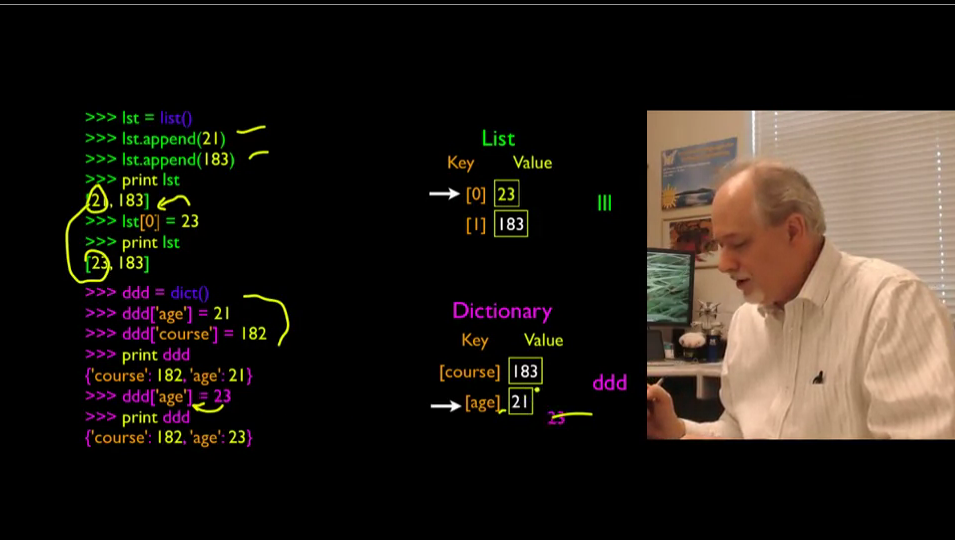 >>> lst = list()
>>> lst.append(21)
>>> lst.append(183)
>>> print lst
[21, 183]
>>> lst[0] = 23
>>> print lst
[23, 183]
>>> ddd = dict()
>>> ddd['age'] = 21
>>> ddd['course'] = 182
>>> print ddd
{'course': 182, 'age': 21}
>>> ddd['age'] = 23
>>> print ddd
{'course': 182, 'age': 23}
List
Key Value
[0] 23
[1] 183
lll
Dictionary
Key Value
[course] 183
[age] 21
23
ddd